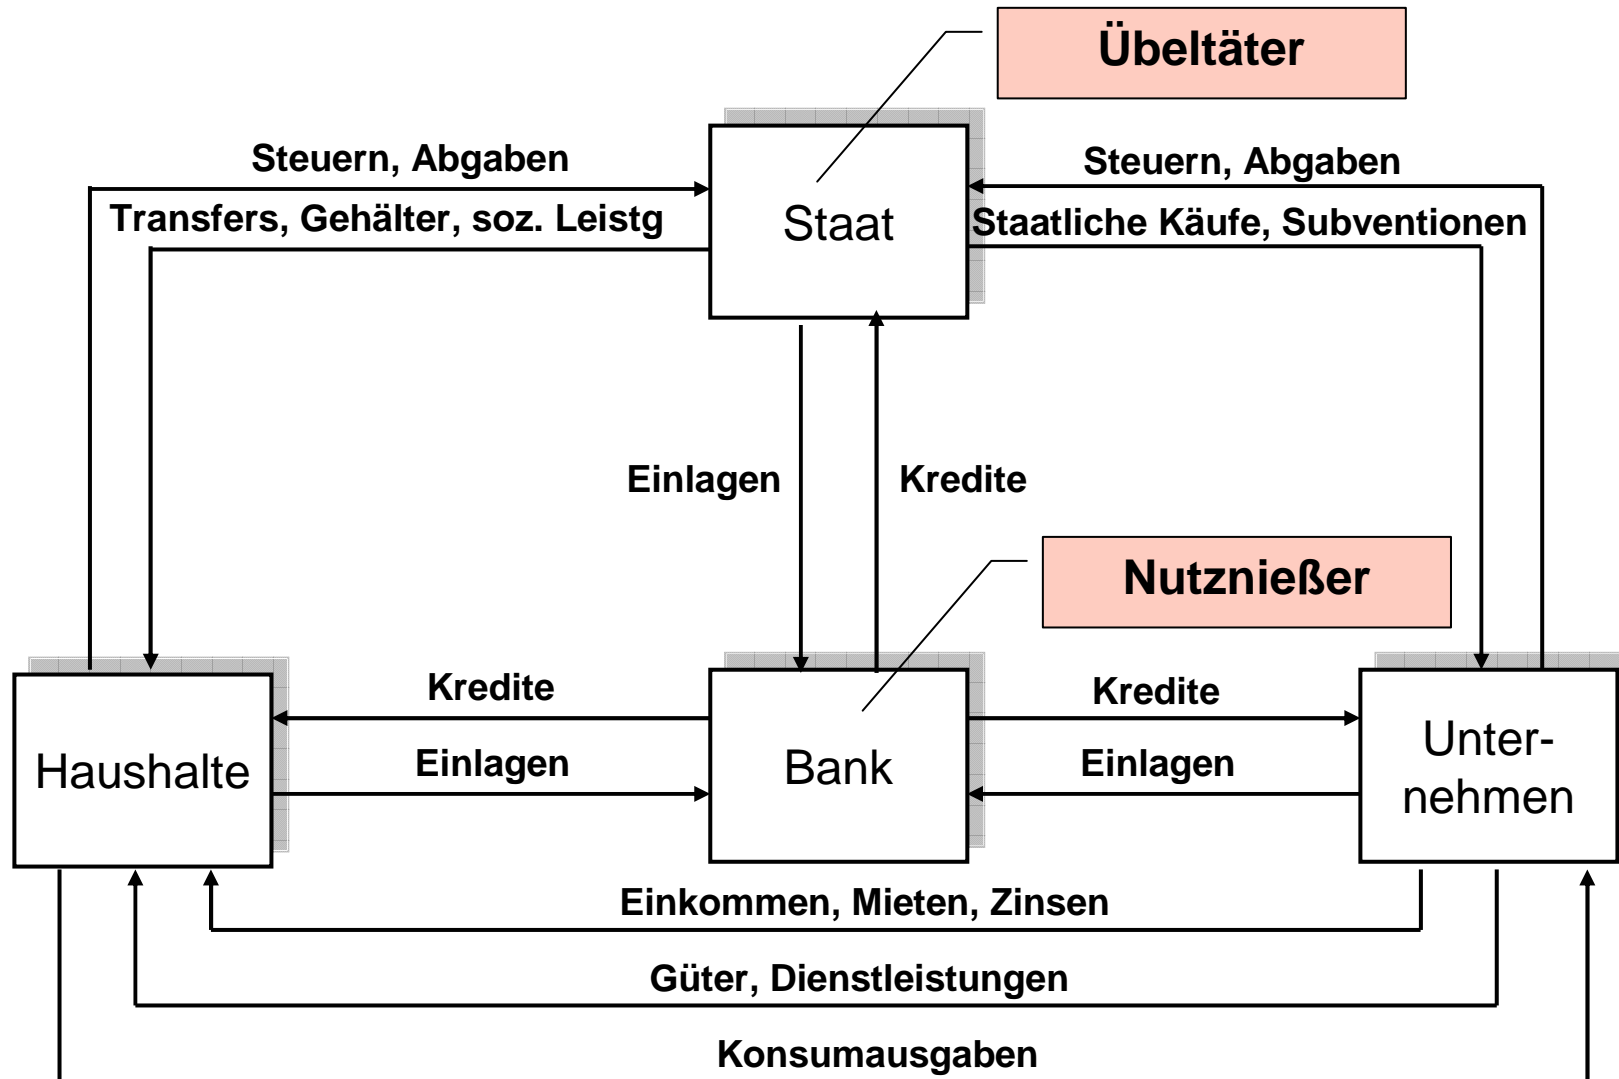 Übeltäter
Steuern, Abgaben
Steuern, Abgaben
Transfers, Gehälter, soz. Leistg
Staat
Staatliche Käufe, Subventionen
Einlagen
Kredite
Nutznießer
Kredite
Kredite
Haushalte
Einlagen
Bank
Einlagen
Unter-
nehmen
Einkommen, Mieten, Zinsen
Güter, Dienstleistungen
Konsumausgaben